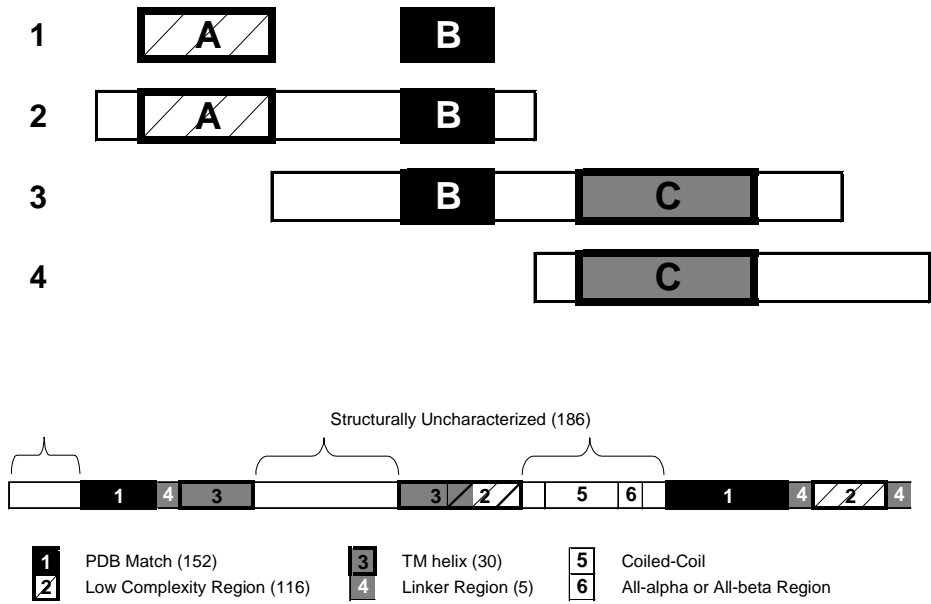 1 A B
2 A B
3 B C
4 C
Structurally Uncharacterized (186)
1 4 3 3 2 5 6 1 4 2 4
1 PDB Match (152) 3 TM helix (30) 5 Coiled-Coil
2 Low Complexity Region (116) 4 Linker Region (5) 6 All-alpha or All-beta Region